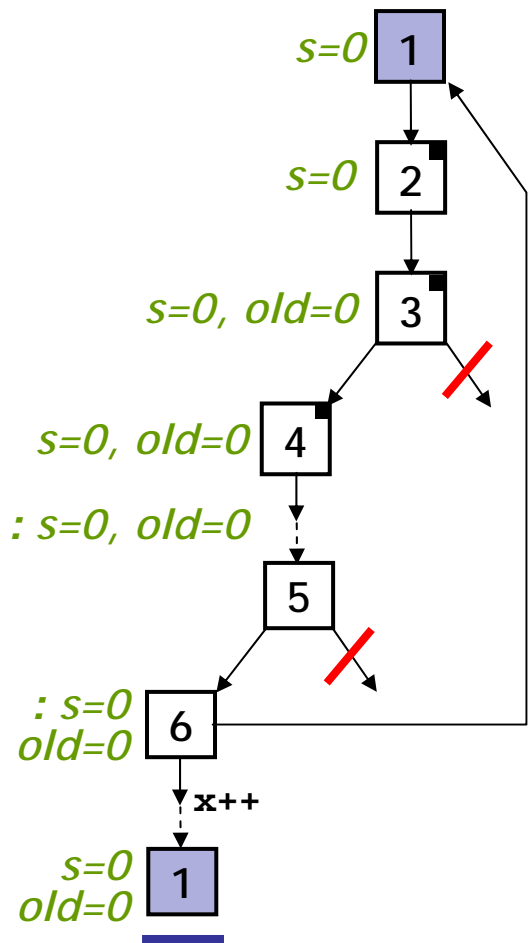 s=0 1
s=0 2
s=0, old=0 3
s=0, old=0 4
: s=0, old=0
5
: s=0
old=0 6
x++
s=0
old=0 1